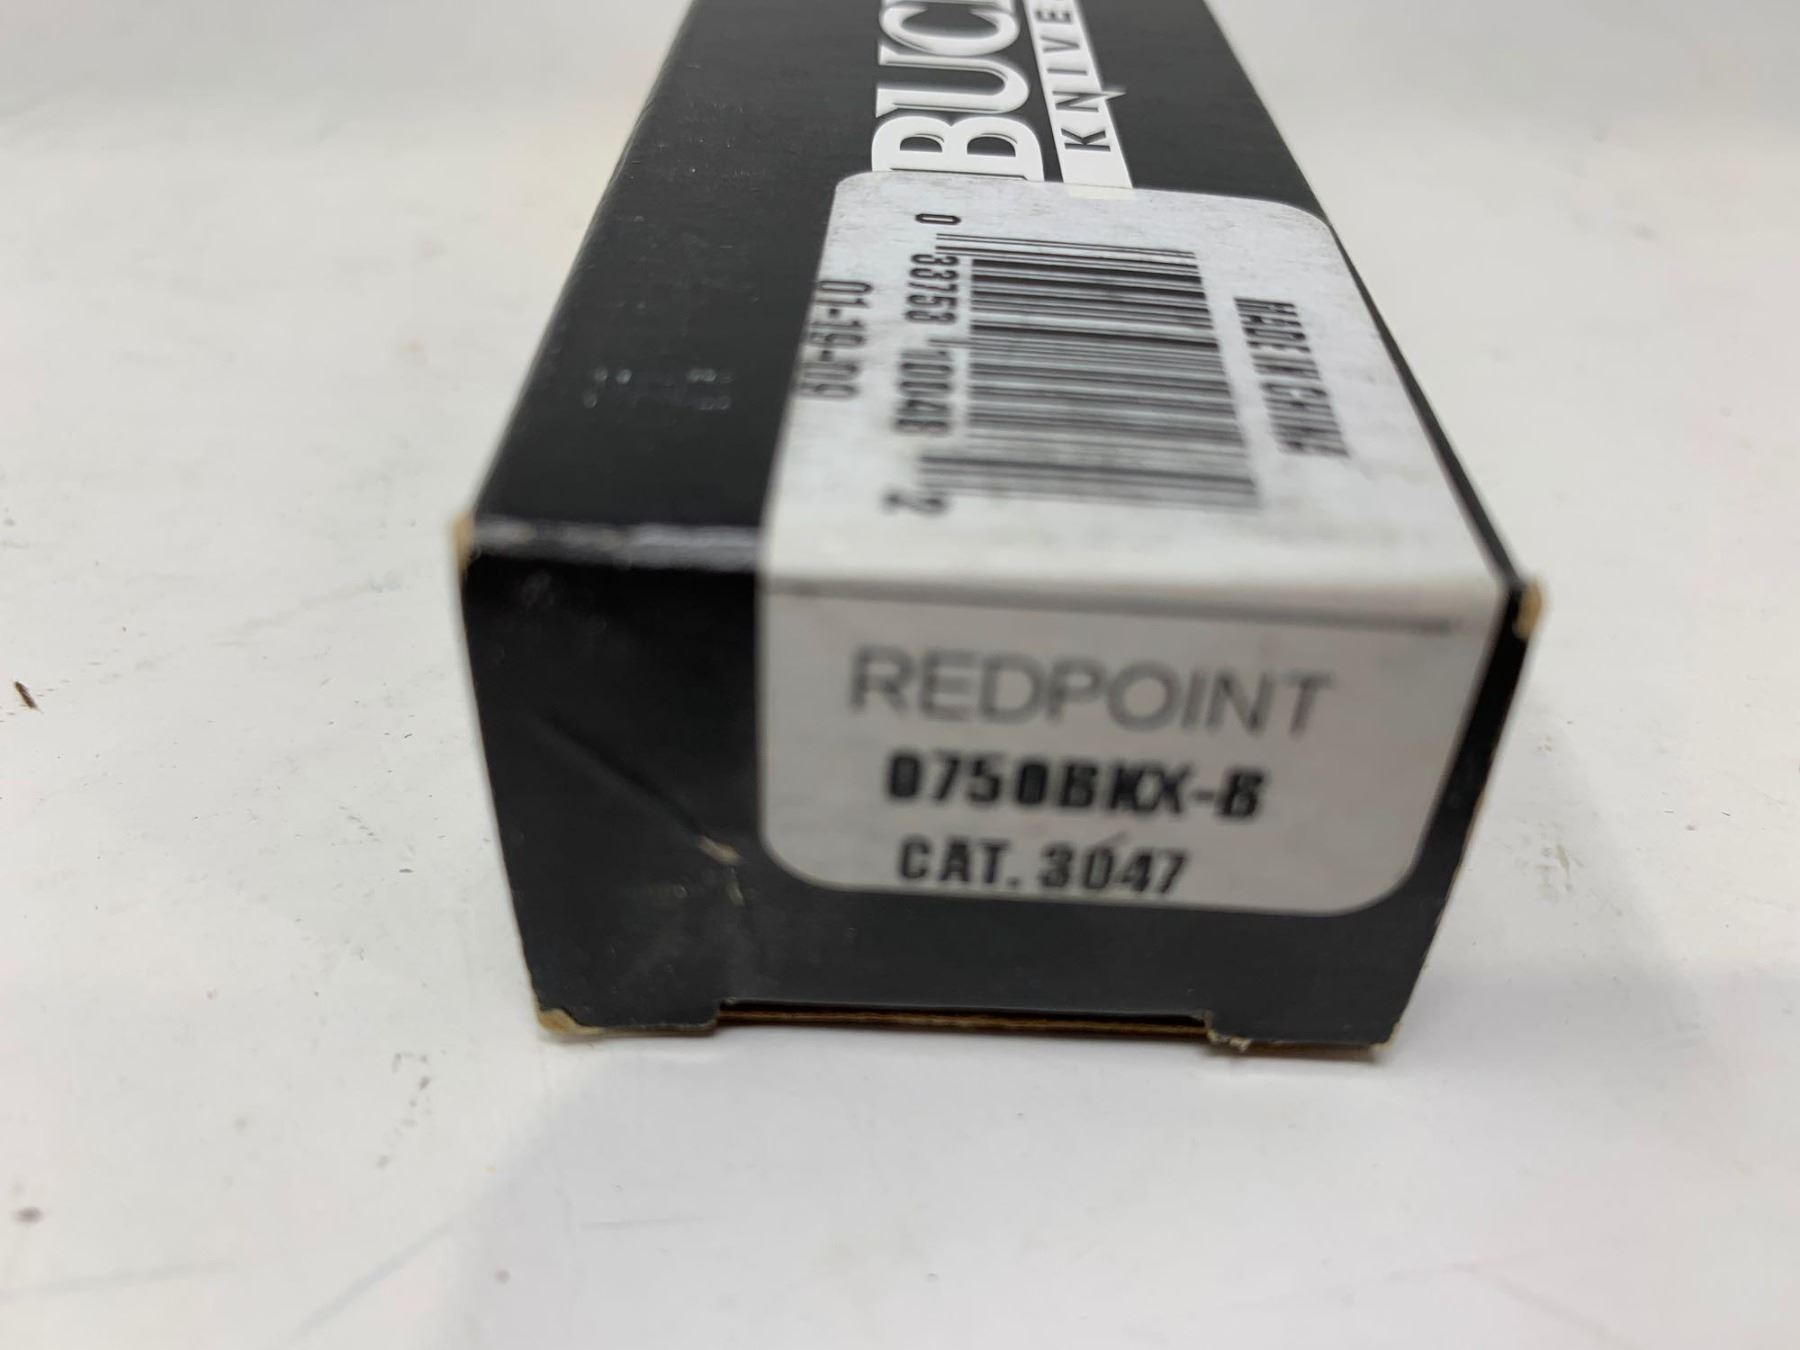 BUCK
KNIVES
MADE IN CHINA
0 33753 10048 2
01-19-09
REDPOINT
0750BKX-B
CAT. 3047